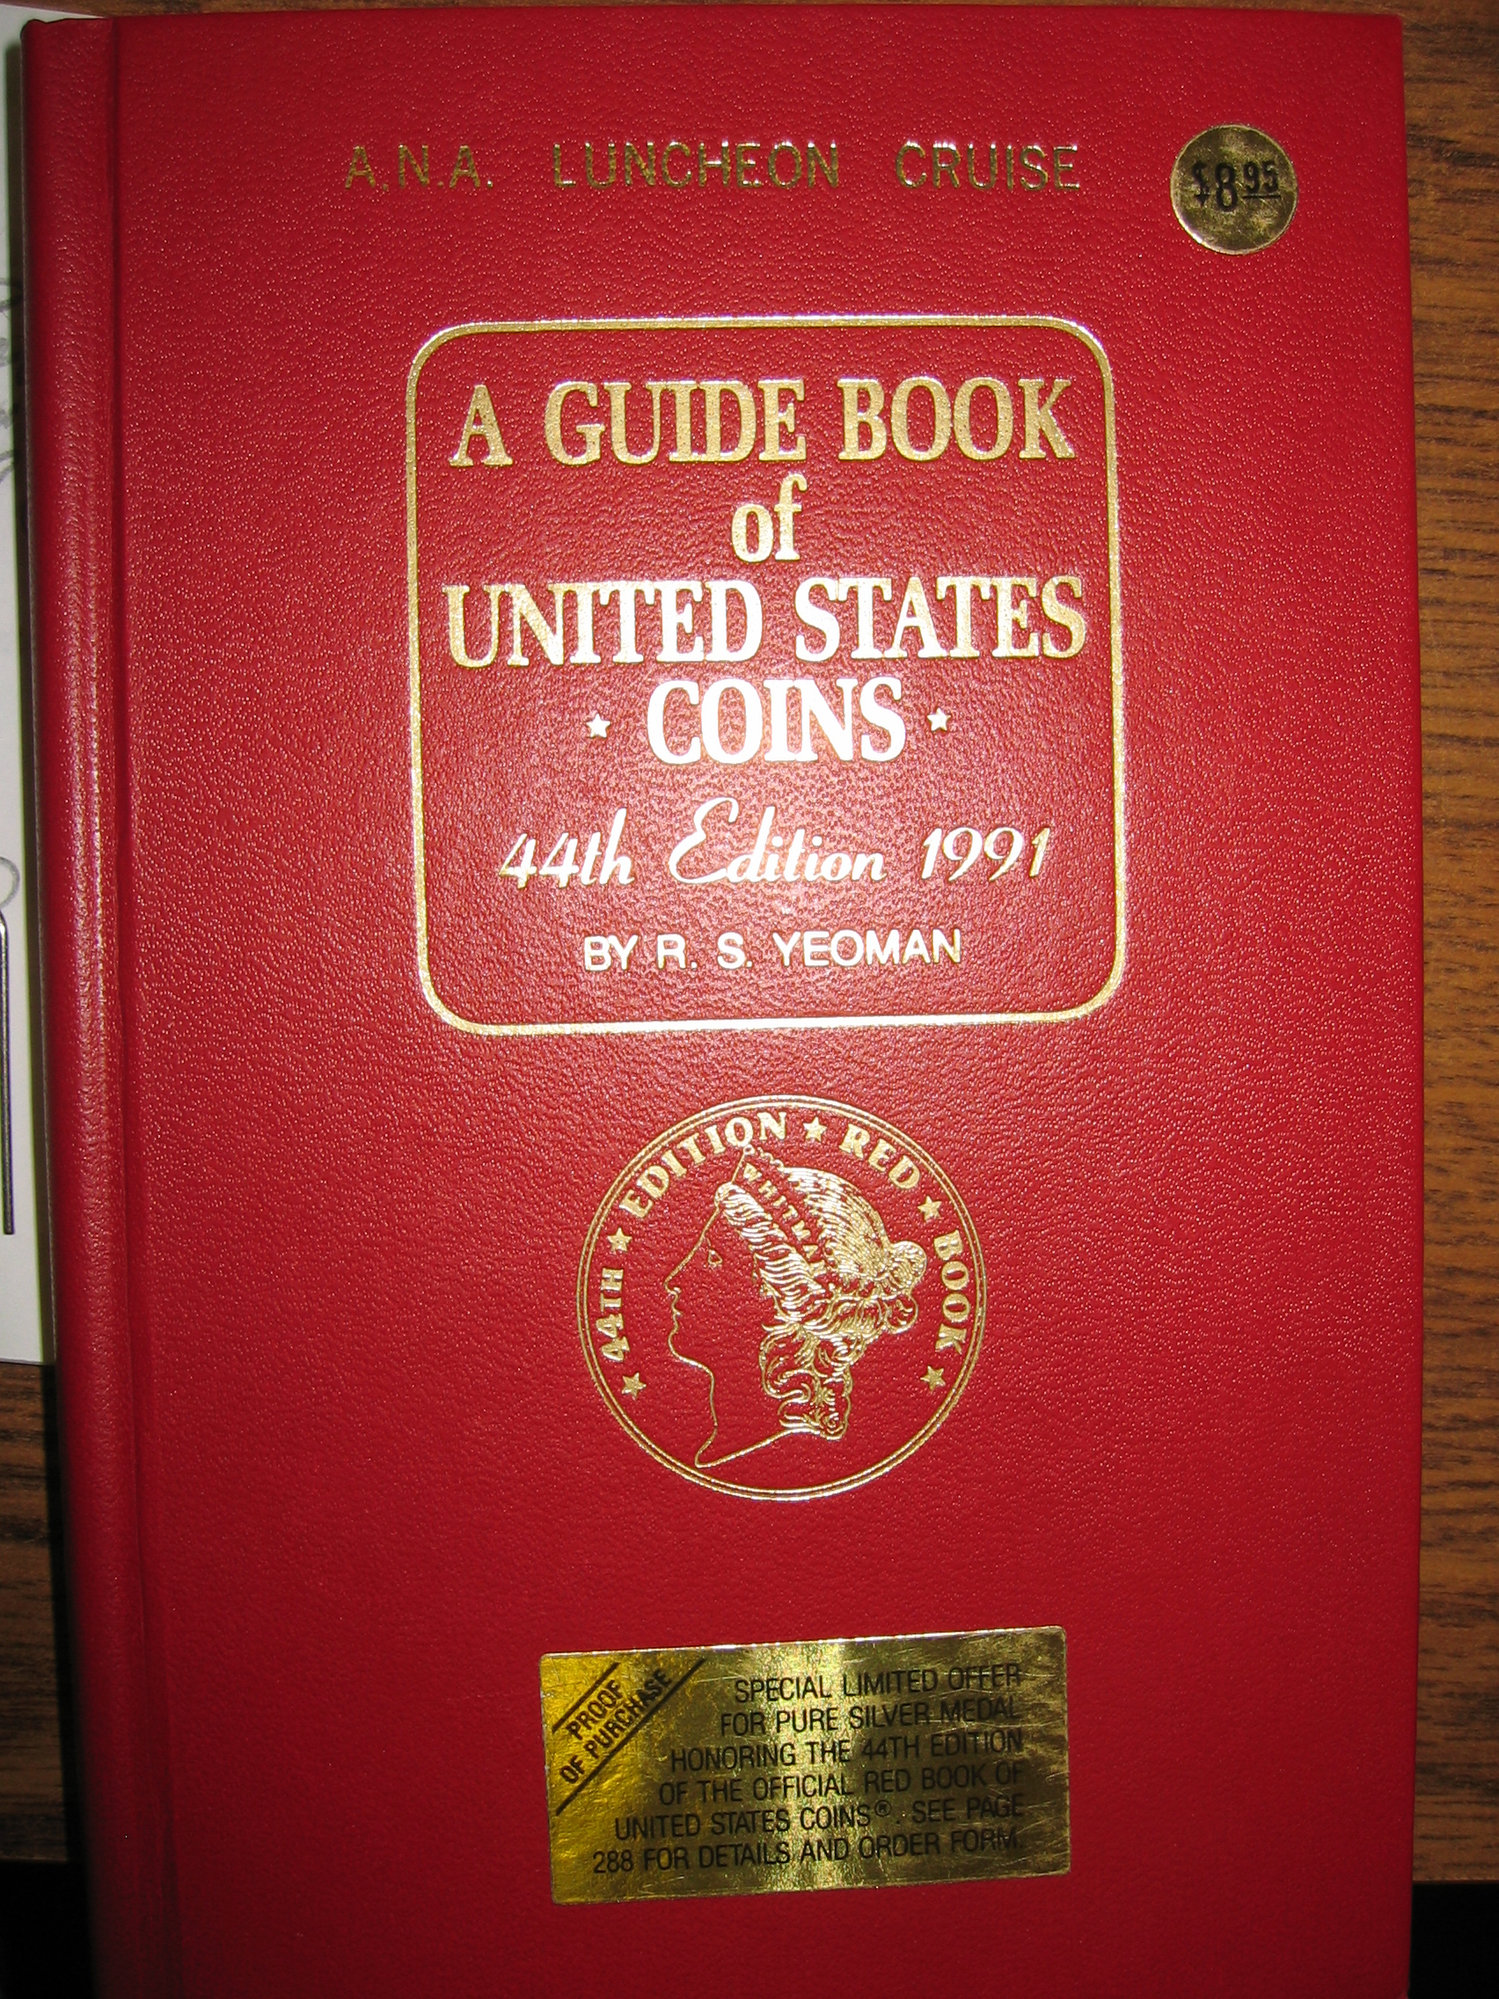 A.N.A. LUNCHEON CRUISE
$8.95
A GUIDE BOOK
of
UNITED STATES
COINS
44th Edition 1991
BY R. S. YEOMAN
44TH ★ EDITION ★ RED ★ BOOK
WHITMAN
PROOF
OF PURCHASE
SPECIAL LIMITED OFFER
FOR PURE SILVER MEDAL
HONORING THE 44TH EDITION
OF THE OFFICIAL RED BOOK OF
UNITED STATES COINS®. SEE PAGE
288 FOR DETAILS AND ORDER FORM.